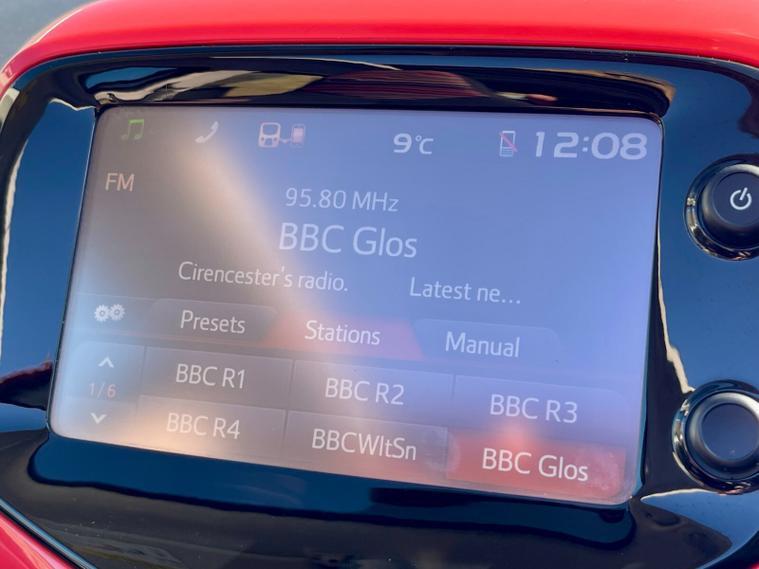 9°C 12:08
FM
95.80 MHz
BBC Glos
Cirencester's radio. Latest ne...
Presets Stations Manual
BBC R1 BBC R2 BBC R3
1/6
BBC R4 BBCWltSn BBC Glos